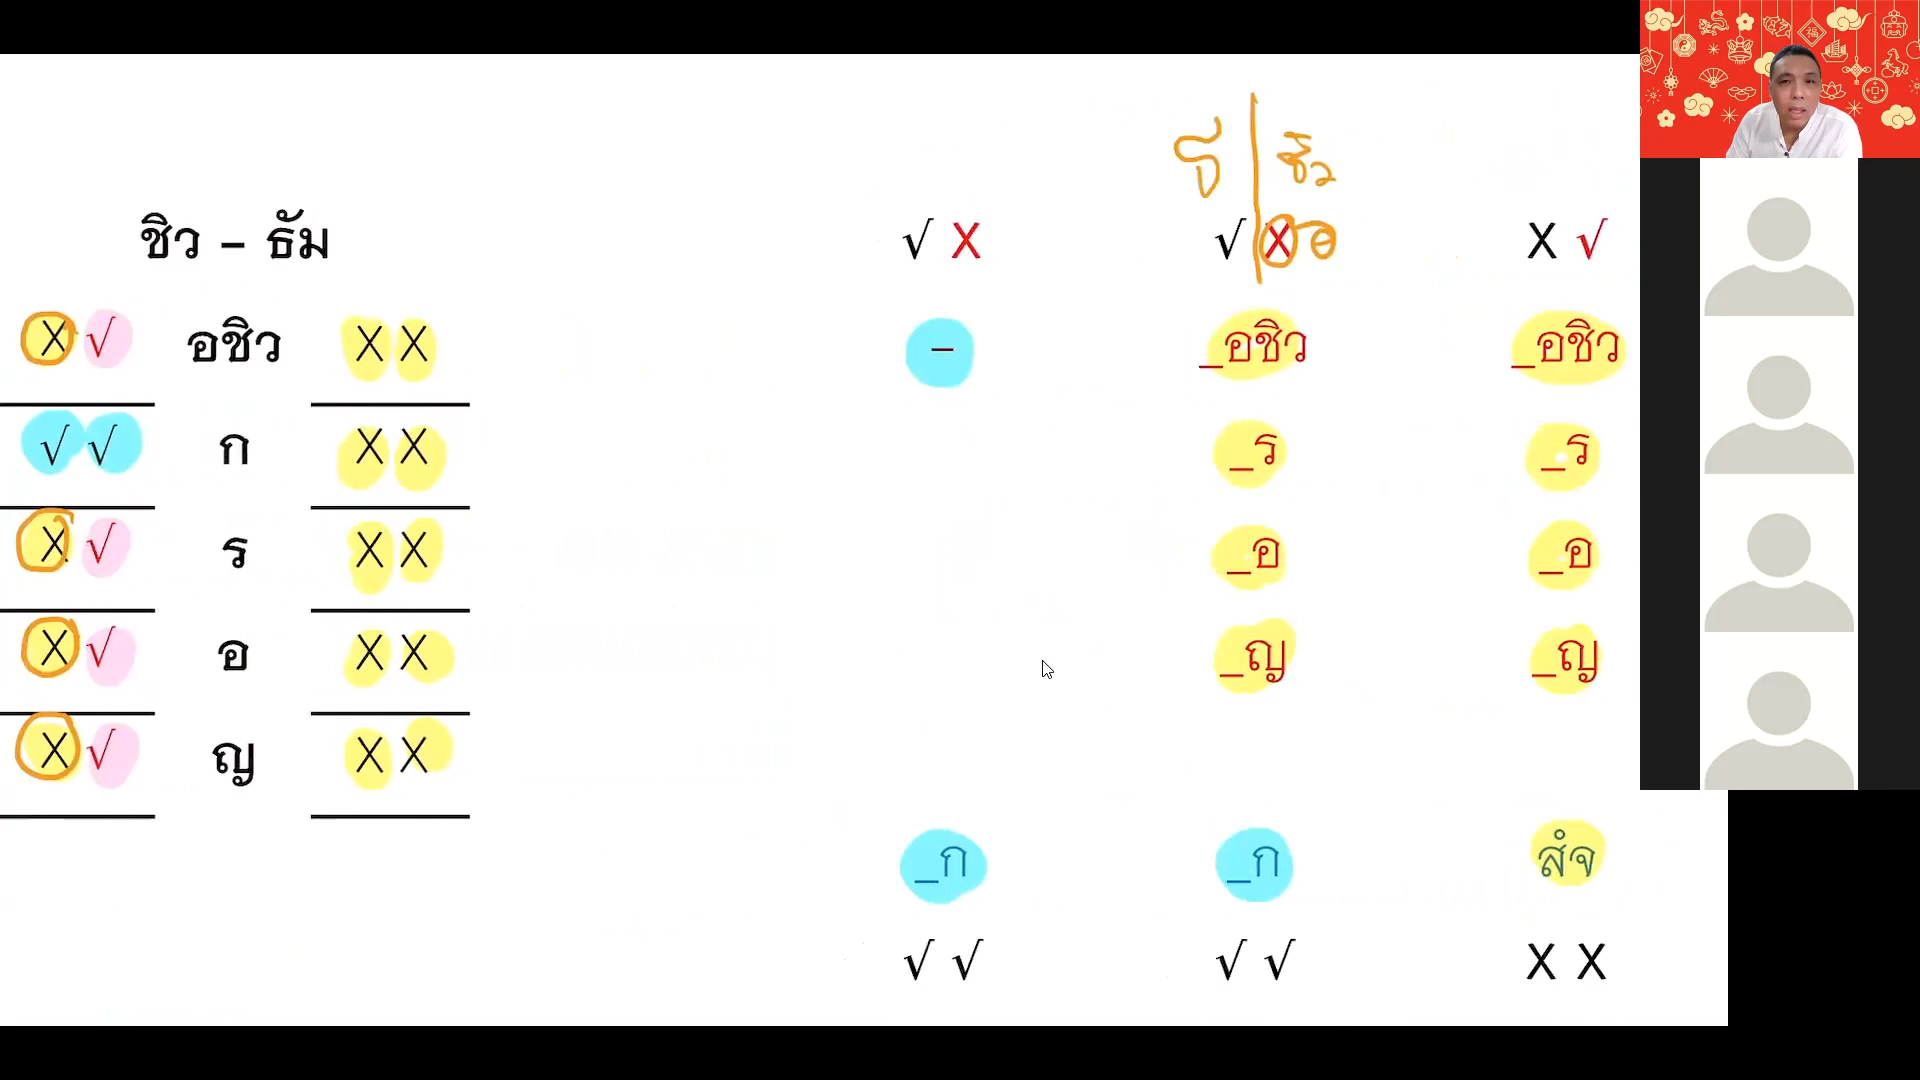 ธี ชิว
ชิว – ธัม √ X √ X อ X √
X √ อชิว X X – _อชิว _อชิว
√ √ ก X X _ร _ร
X √ ร X X _อ _อ
X √ อ X X _ญ _ญ
X √ ญ X X
_ก _ก สํจ
√ √ √ √ X X